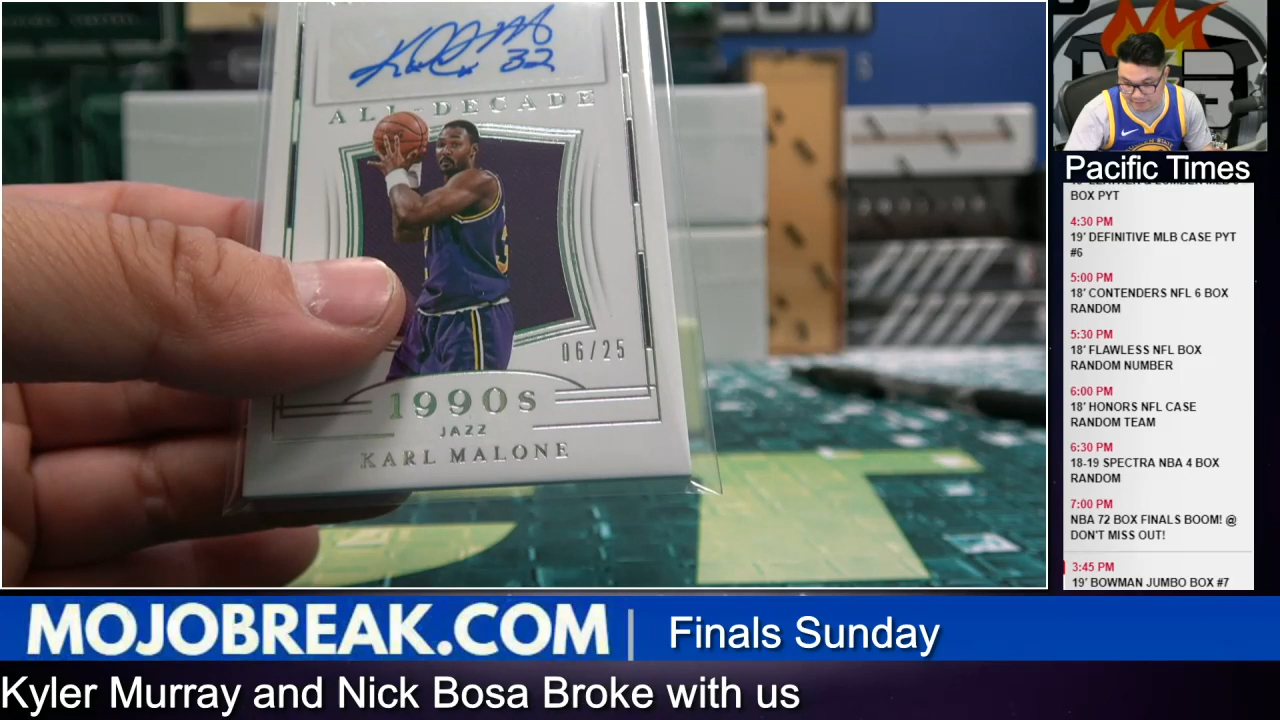 Karl M 32
ALL-DECADE
06/25
1990s
JAZZ
KARL MALONE
Pacific Times
BOX PYT
4:30 PM
19' DEFINITIVE MLB CASE PYT
#6
5:00 PM
18' CONTENDERS NFL 6 BOX
RANDOM
5:30 PM
18' FLAWLESS NFL BOX
RANDOM NUMBER
6:00 PM
18' HONORS NFL CASE
RANDOM TEAM
6:30 PM
18-19 SPECTRA NBA 4 BOX
RANDOM
7:00 PM
NBA 72 BOX FINALS BOOM! @
DON'T MISS OUT!
3:45 PM
19' BOWMAN JUMBO BOX #7
MOJOBREAK.COM | Finals Sunday
Kyler Murray and Nick Bosa Broke with us